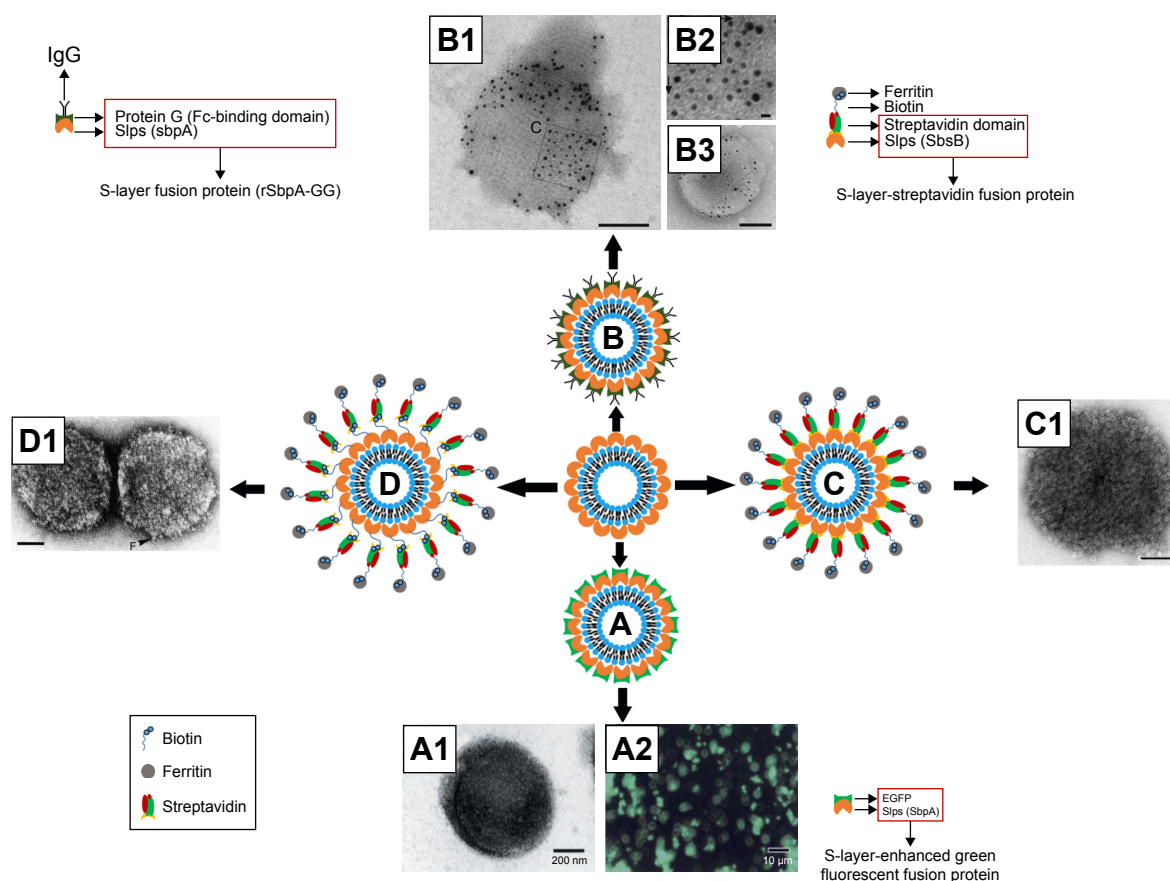 IgG
Protein G (Fc-binding domain)
Slps (sbpA)
S-layer fusion protein (rSbpA-GG)
B1
C
B2
B3
Ferritin
Biotin
Streptavidin domain
Slps (SbsB)
S-layer-streptavidin fusion protein
B
D1
F
D
C
C1
A
Biotin
Ferritin
Streptavidin
A1
200 nm
A2
10 µm
EGFP
Slps (SbpA)
S-layer-enhanced green
fluorescent fusion protein